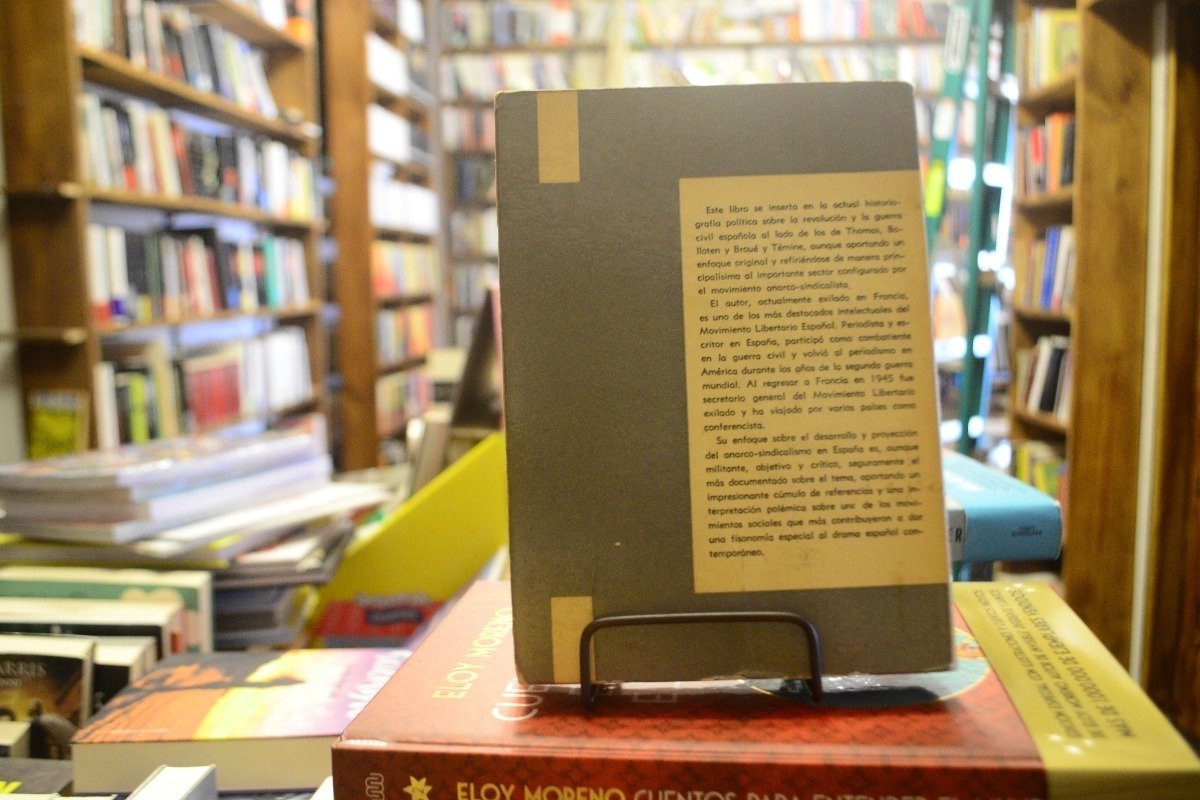 Este libro se inserta en la actual historio-
grafía política sobre la revolución y la guerra
civil española al lado de los de Thomas, Bo-
lloten y Broué y Témine, aunque aportando un
enfoque original y refiriéndose de manera prin-
cipalísima al importante sector configurado por
el movimiento anarco-sindicalista.
El autor, actualmente exilado en Francia,
es uno de los más destacados intelectuales del
Movimiento Libertario Español. Periodista y es-
critor en España, participó como combatiente
en la guerra civil y volvió al periodismo en
América durante los años de la segunda guerra
mundial. Al regresar a Francia en 1945 fue
secretario general del Movimiento Libertario
exilado y ha viajado por varios países como
conferencista.
Su enfoque sobre el desarrollo y proyección
del anarco-sindicalismo en España es, aunque
militante, objetivo y crítico, seguramente el
más documentado sobre el tema, aportando un
impresionante cúmulo de referencias y una in-
terpretación polémica sobre uno de los movi-
mientos sociales que más contribuyeron a dar
una fisonomía especial al drama español con-
temporáneo.
ELOY MORENO
CUE
MÁS DE 200.000 EJEMPLARES VENDIDOS
ARRIS
ELOY MORENO CUENTOS PARA ENTENDER EL